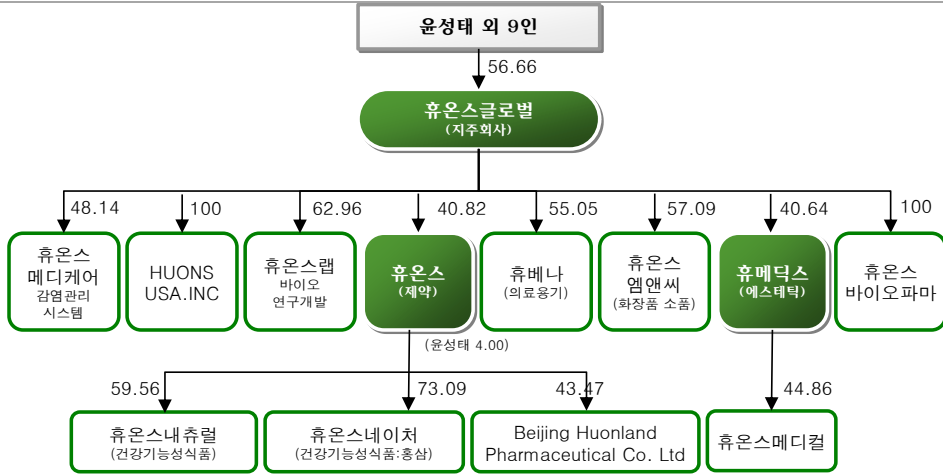 윤성태 외 9인
56.66
휴온스글로벌
(지주회사)
48.14
100
62.96
40.82
55.05
57.09
40.64
100
휴온스
메디케어
감염관리
시스템
HUONS
USA.INC
휴온스랩
바이오
연구개발
휴온스
(제약)
휴베나
(의료용기)
휴온스
엠앤씨
(화장품 소품)
휴메딕스
(에스테틱)
휴온스
바이오파마
(윤성태 4.00)
59.56
73.09
43.47
44.86
휴온스내츄럴
(건강기능성식품)
휴온스네이처
(건강기능성식품:홍삼)
Beijing Huonland
Pharmaceutical Co. Ltd
휴온스메디컬